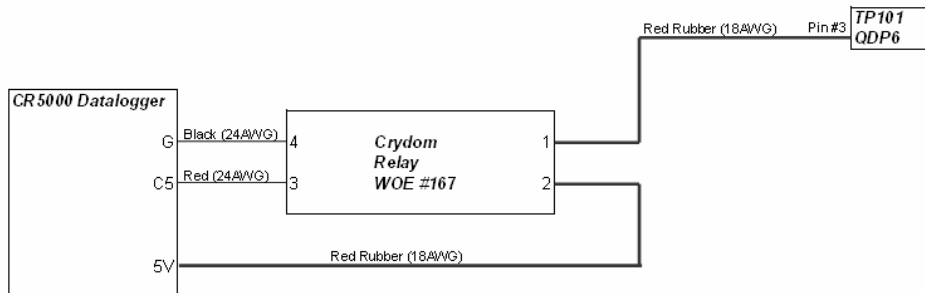 Red Rubber (18AWG)
Pin #3
TP101
QDP6
CR5000 Datalogger
G
Black (24AWG)
4
Crydom
Relay
WOE #167
1
C5
Red (24AWG)
3
2
5V
Red Rubber (18AWG)